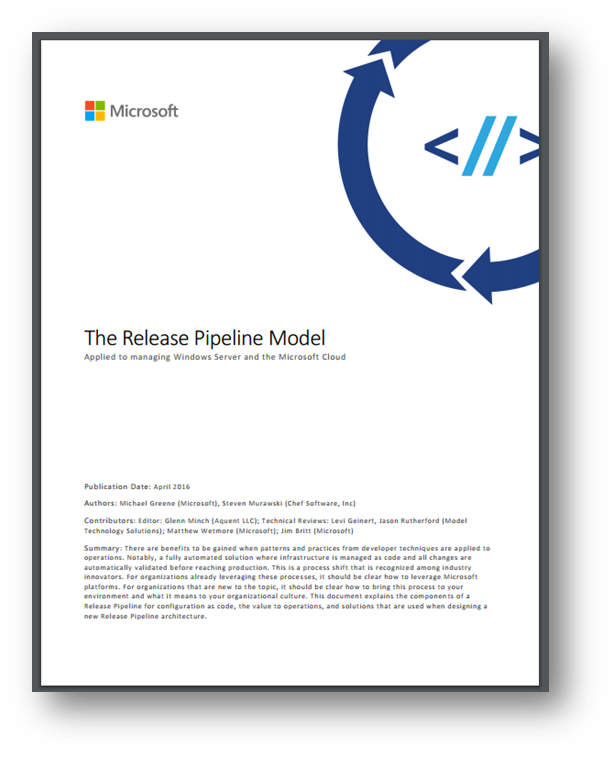 Microsoft
<//>
The Release Pipeline Model
Applied to managing Windows Server and the Microsoft Cloud
Publication Date: April 2016
Authors: Michael Greene (Microsoft), Steven Murawski (Chef Software, Inc)
Contributors: Editor: Glenn Minch (Aquent LLC); Technical Reviews: Levi Geinert, Jason Rutherford (Model
Technology Solutions); Matthew Wetmore (Microsoft); Jim Britt (Microsoft)
Summary: There are benefits to be gained when patterns and practices from developer techniques are applied to
operations. Notably, a fully automated solution where infrastructure is managed as code and all changes are
automatically validated before reaching production. This is a process shift that is recognized among industry
innovators. For organizations already leveraging these processes, it should be clear how to leverage Microsoft
platforms. For organizations that are new to the topic, it should be clear how to bring this process to your
environment and what it means to your organizational culture. This document explains the components of a
Release Pipeline for configuration as code, the value to operations, and solutions that are used when designing a
new Release Pipeline architecture.